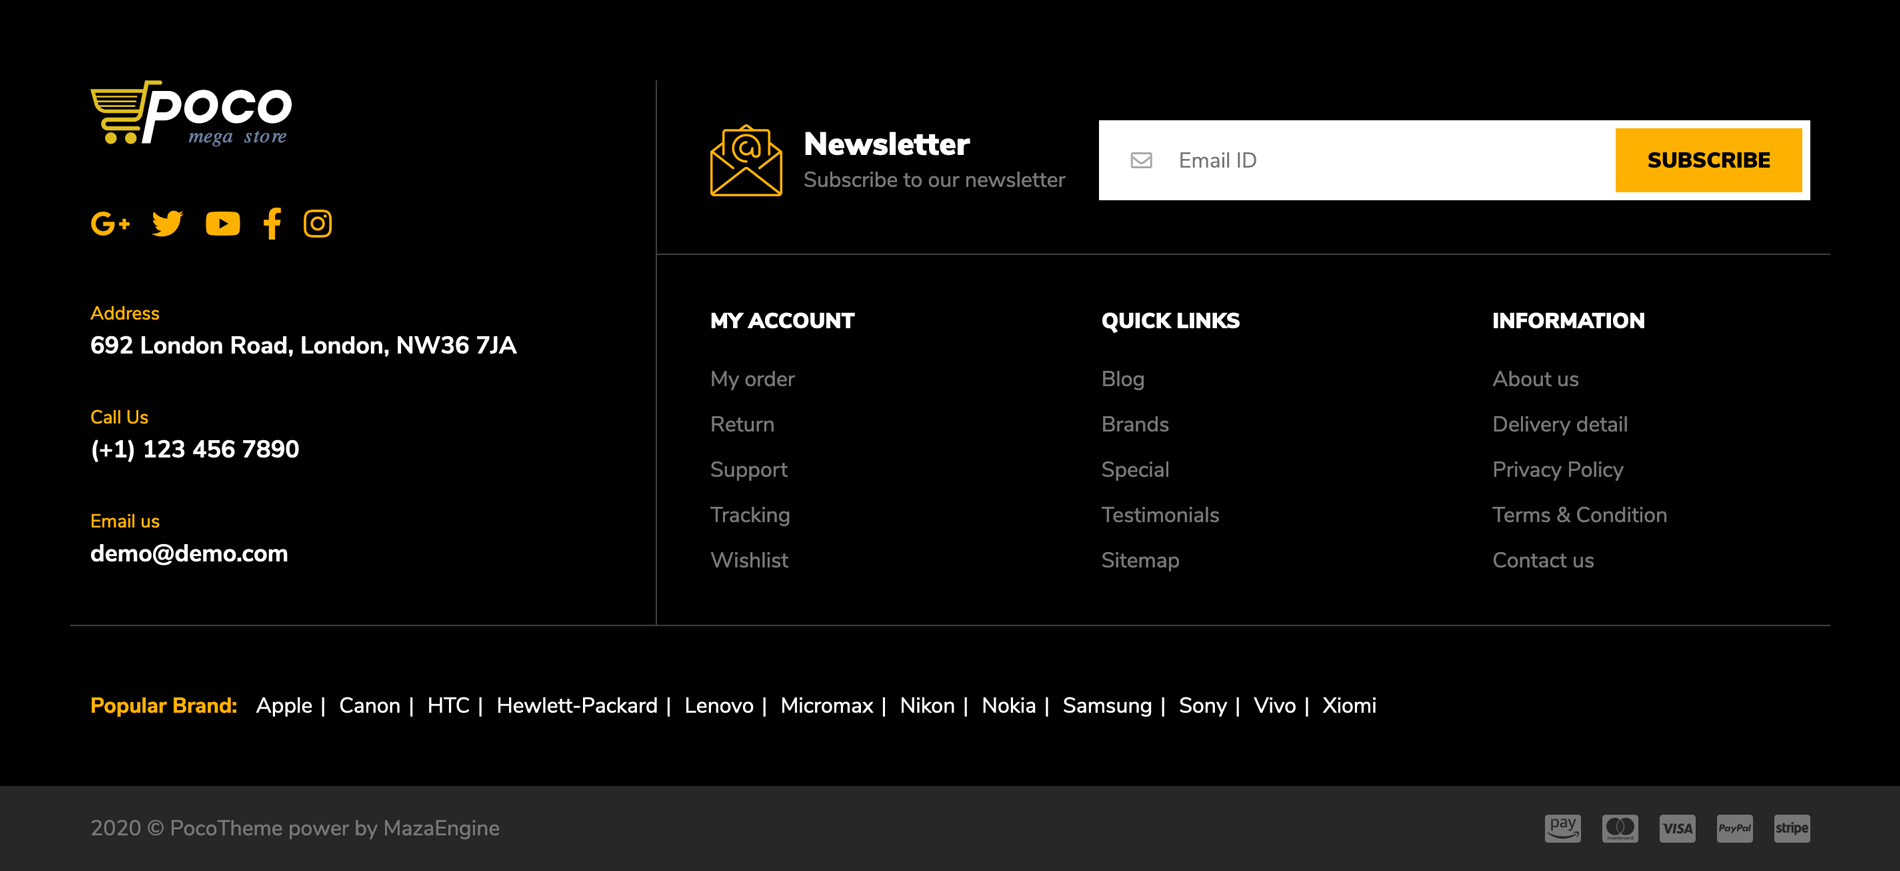 poco
mega store
G+
Address
692 London Road, London, NW36 7JA
Call Us
(+1) 123 456 7890
Email us
demo@demo.com
Newsletter
Subscribe to our newsletter
Email ID
SUBSCRIBE
MY ACCOUNT
My order
Return
Support
Tracking
Wishlist
QUICK LINKS
Blog
Brands
Special
Testimonials
Sitemap
INFORMATION
About us
Delivery detail
Privacy Policy
Terms & Condition
Contact us
Popular Brand: Apple | Canon | HTC | Hewlett-Packard | Lenovo | Micromax | Nikon | Nokia | Samsung | Sony | Vivo | Xiomi
2020 © PocoTheme power by MazaEngine
pay
VISA
PayPal
stripe